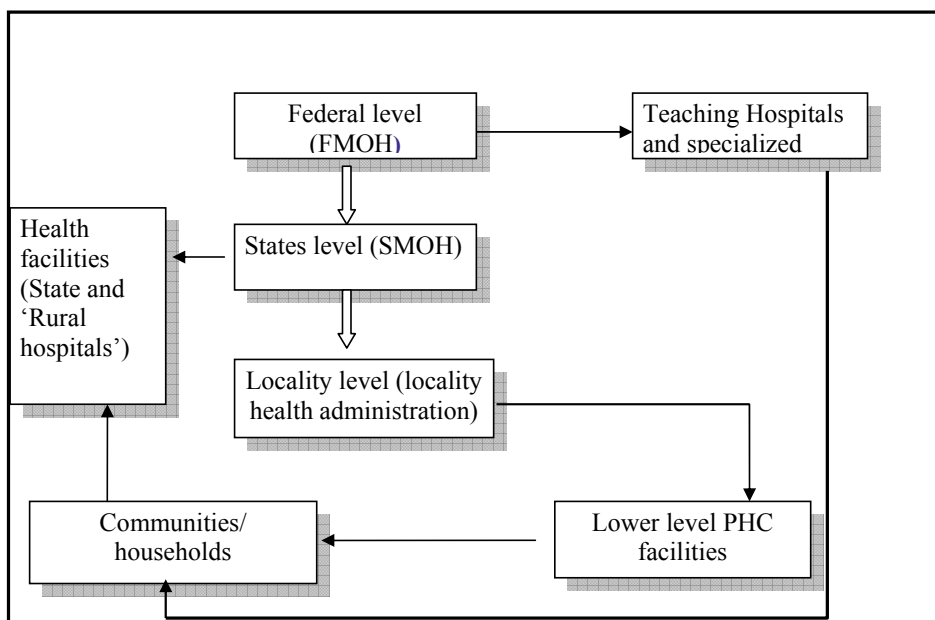 Federal level
(FMOH)
Teaching Hospitals
and specialized
Health
facilities
(State and
‘Rural
hospitals’)
States level (SMOH)
Locality level (locality
health administration)
Communities/
households
Lower level PHC
facilities